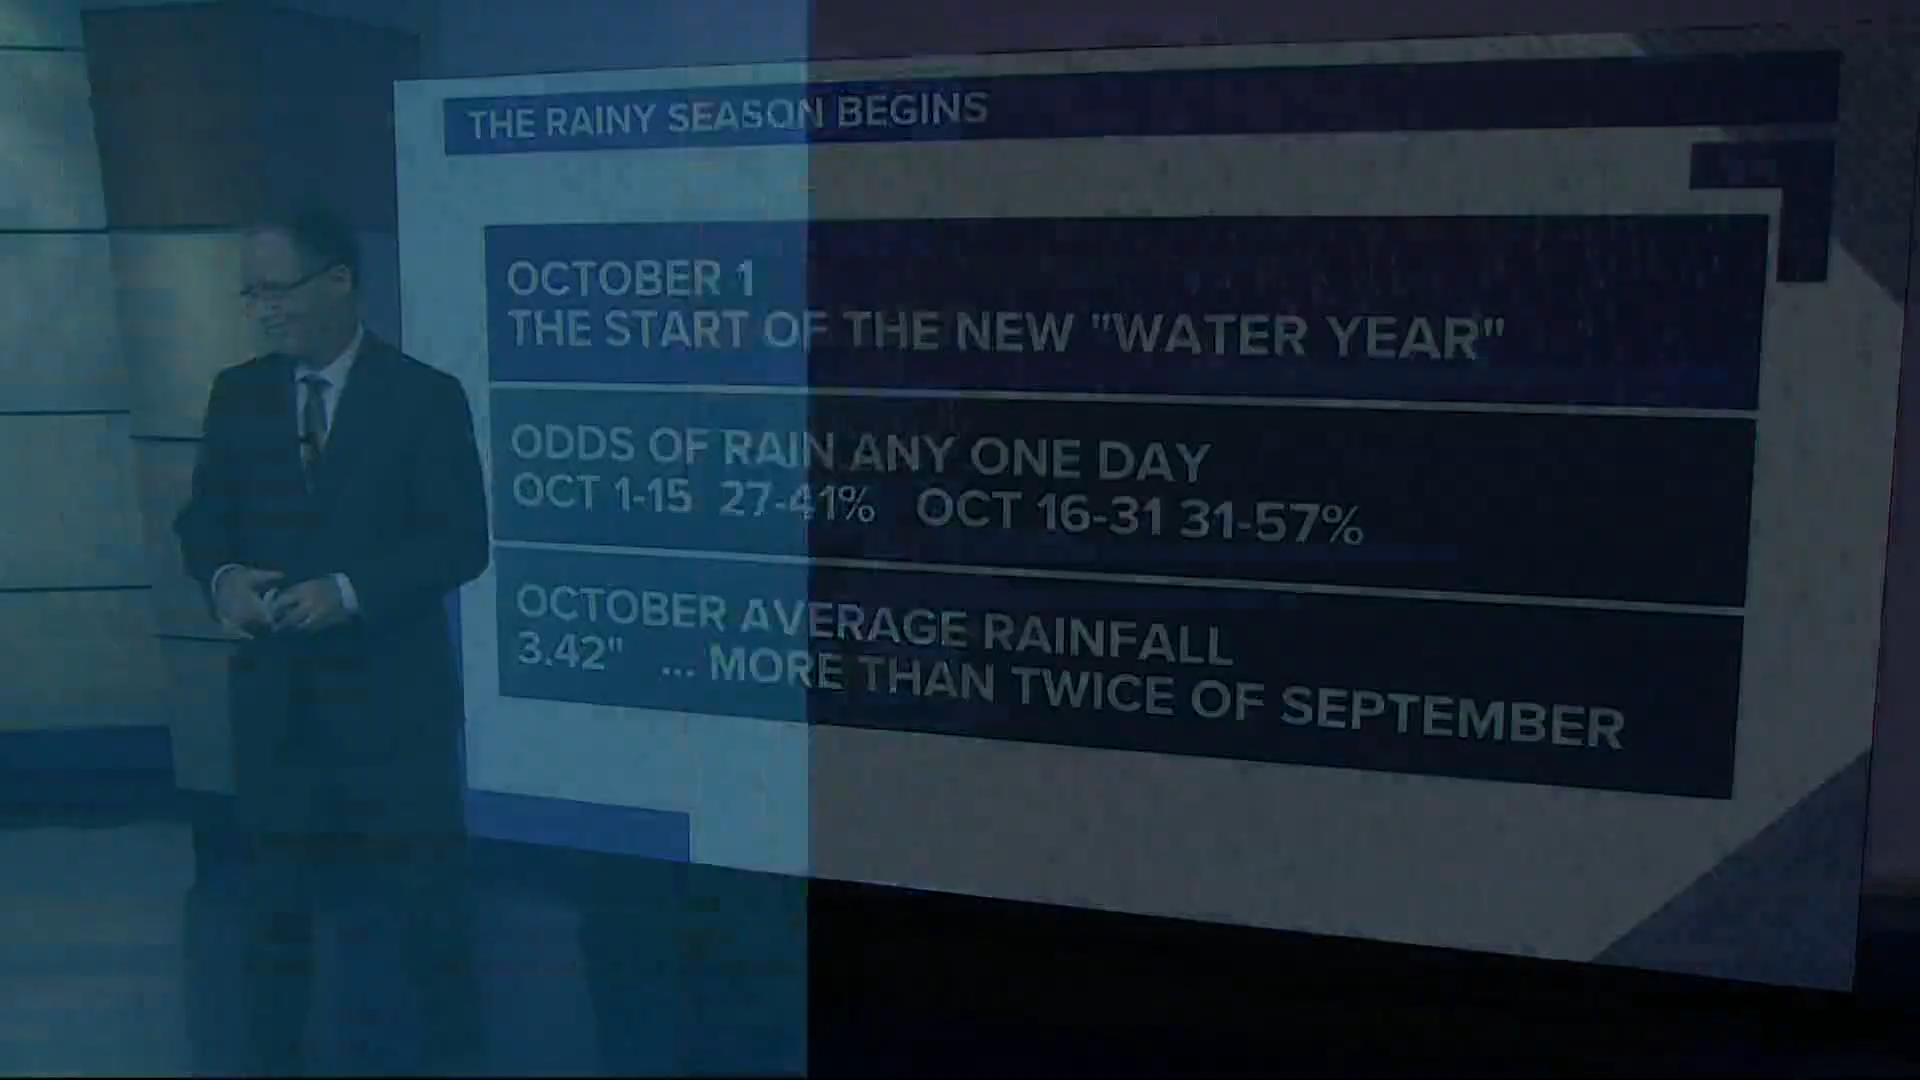 THE RAINY SEASON BEGINS
OCTOBER 1
THE START OF THE NEW "WATER YEAR"
ODDS OF RAIN ANY ONE DAY
OCT 1-15 27-41% OCT 16-31 31-57%
OCTOBER AVERAGE RAINFALL
3.42" ... MORE THAN TWICE OF SEPTEMBER